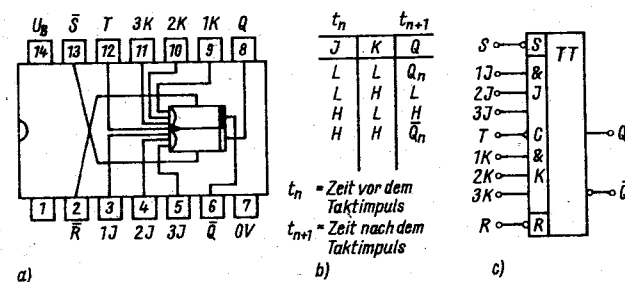 U_B S̅ T 3K 2K 1K Q
14 13 12 11 10 9 8
1 2 3 4 5 6 7
R̅ 1J 2J 3J Q̅ 0V
a)
t_n t_{n+1}
J K Q
L L Q_n
L H L
H L H
H H Q̅_n
t_n = Zeit vor dem
Taktimpuls
t_{n+1} = Zeit nach dem
Taktimpuls
b)
S S TT
1J &
2J J
3J
T C Q
1K &
2K K
3K Q̅
R R
c)